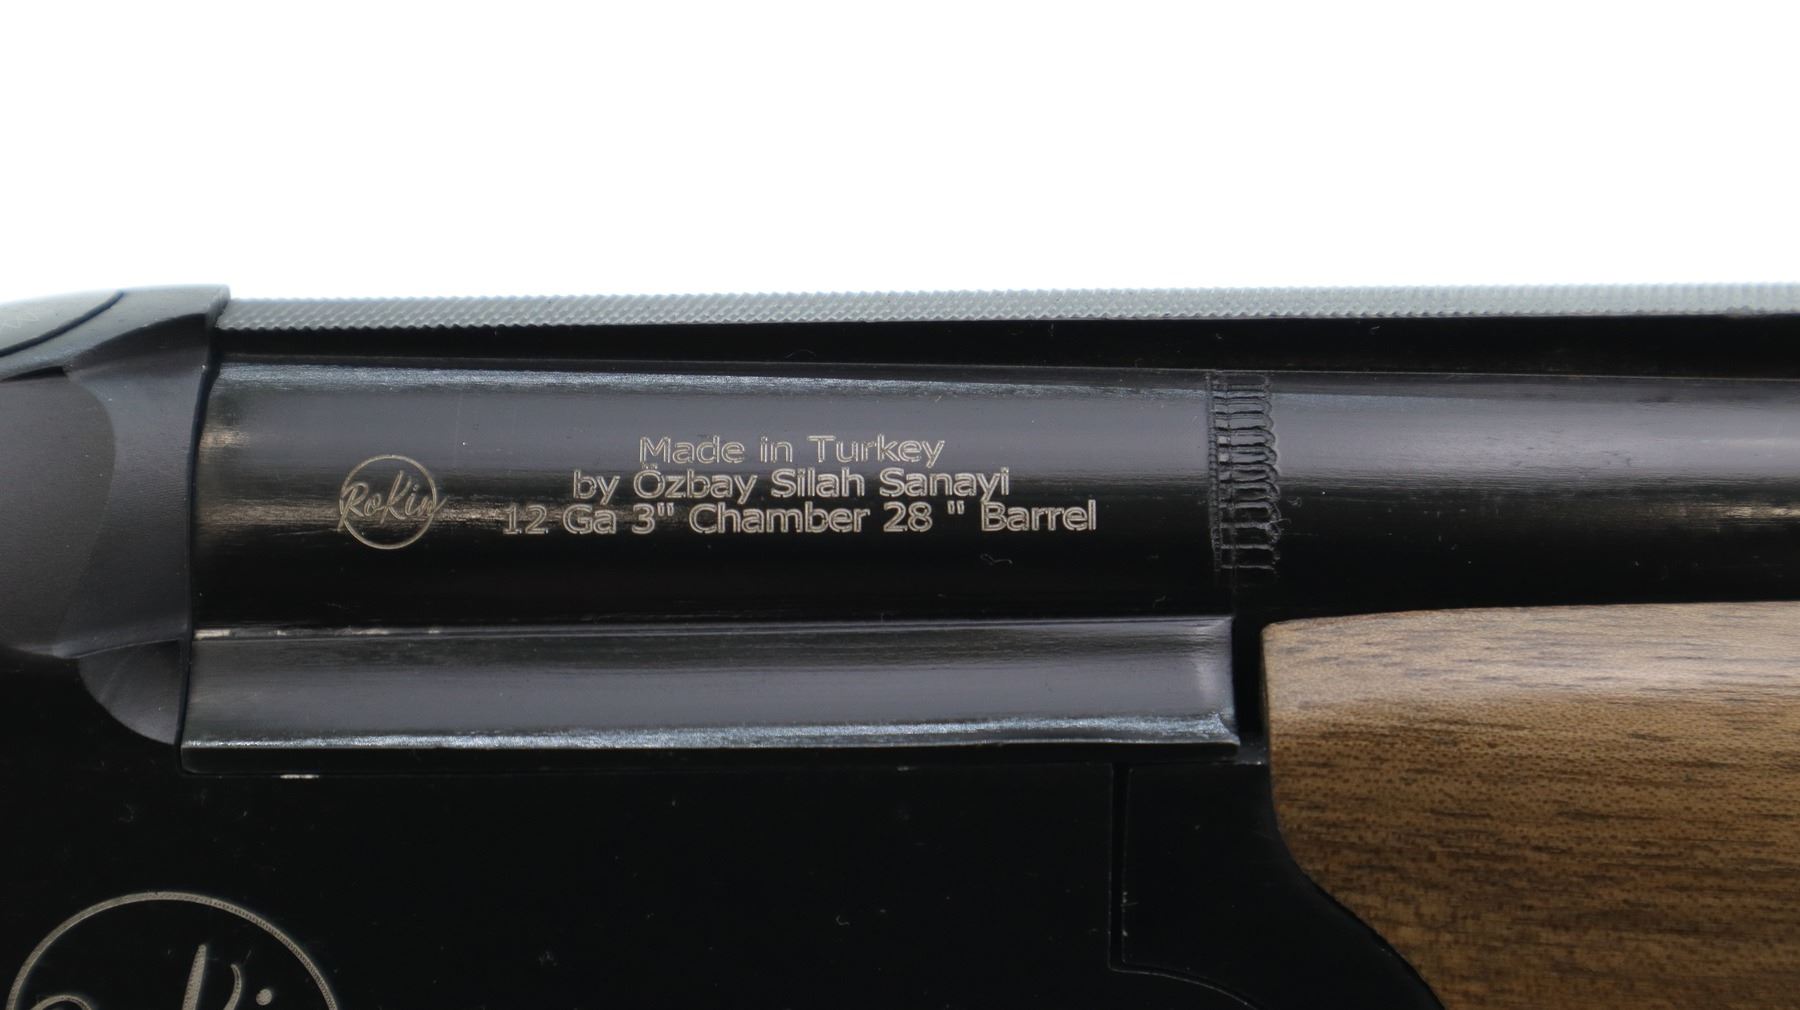 Made in Turkey
by Özbay Silah Sanayi
RoKin
12 Ga 3" Chamber 28 " Barrel